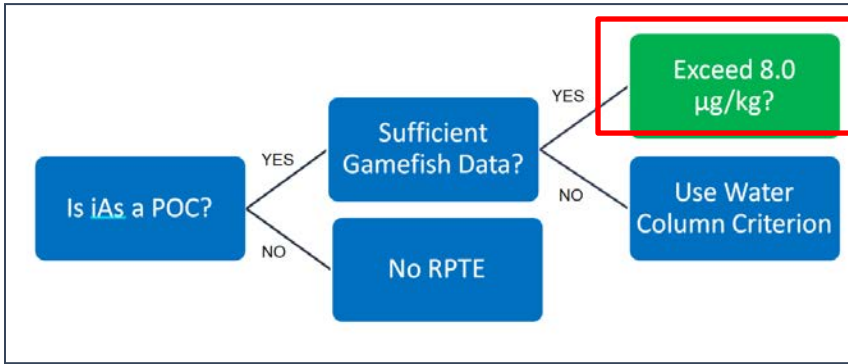 Exceed 8.0
µg/kg?
YES
Sufficient
Gamefish Data?
YES
NO
Is iAs a POC?
Use Water
Column Criterion
NO
No RPTE